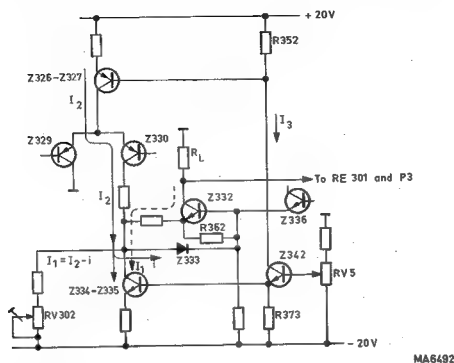 + 20V
R352
Z326-Z327
I2
I3
Z329
Z330
RL
To RE 301 and P3
I2
Z332
Z336
R362
I1=I2-i
I1
i
Z333
Z342
Z334-Z335
RV5
RV302
R373
- 20V
MA6492